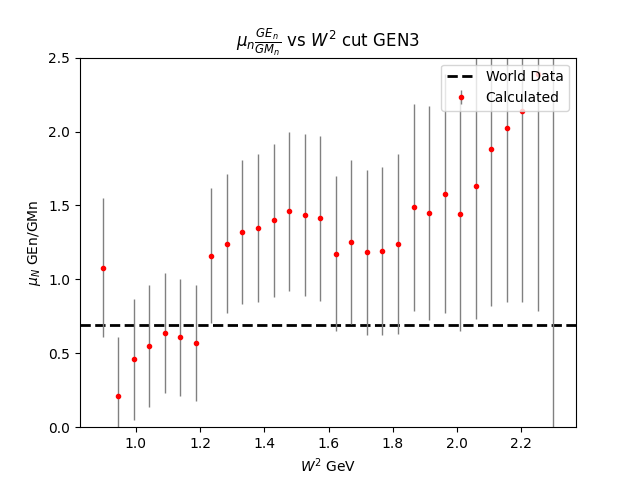 μn GEn/GMn vs W² cut GEN3
World Data
Calculated
μN GEn/GMn
2.5
2.0
1.5
1.0
0.5
0.0
1.0 1.2 1.4 1.6 1.8 2.0 2.2
W² GeV